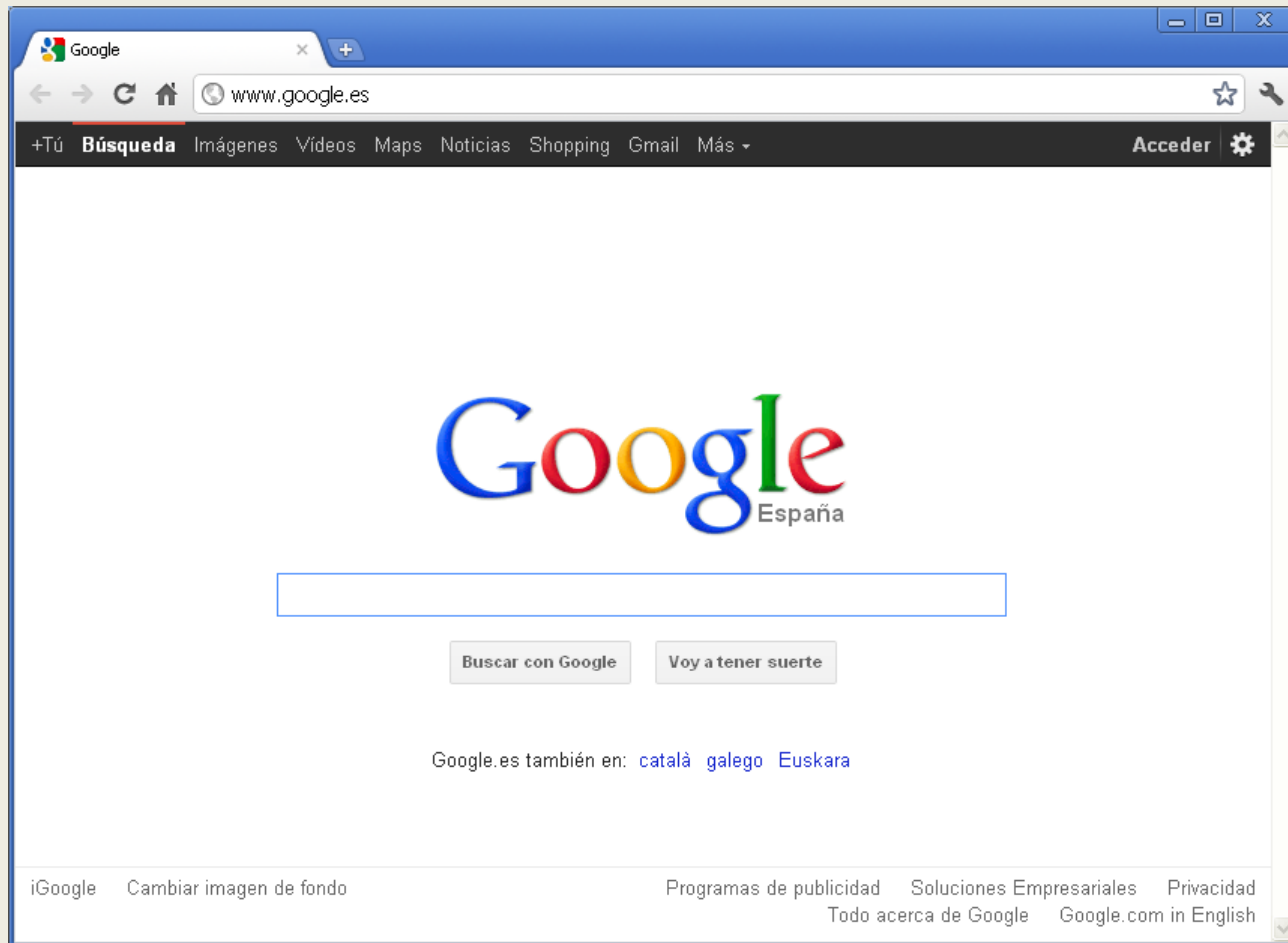 Google
www.google.es
+Tú Búsqueda Imágenes Vídeos Maps Noticias Shopping Gmail Más Acceder
Google
España
Buscar con Google Voy a tener suerte
Google.es también en: català galego Euskara
iGoogle Cambiar imagen de fondo Programas de publicidad Soluciones Empresariales Privacidad
Todo acerca de Google Google.com in English